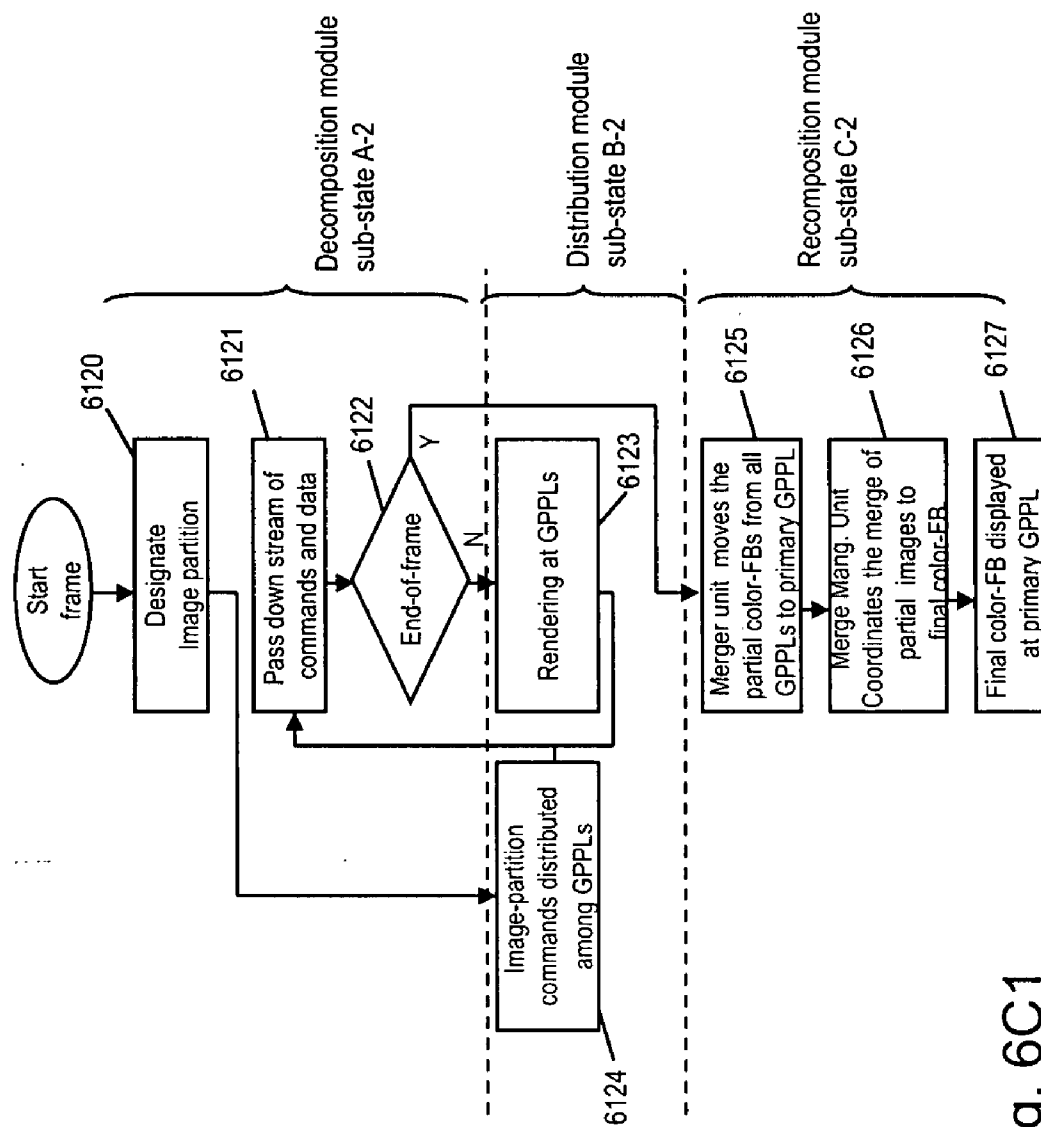 Start
frame
6120
Designate
Image partition
6121
Pass down stream of
commands and data
6122
End-of-frame
Y
N
Decomposition module
sub-state A-2
6123
Rendering at GPPLs
Image-partition
commands distributed
among GPPLs
6124
Distribution module
sub-state B-2
6125
Merger unit moves the
partial color-FBs from all
GPPLs to primary GPPL
6126
Merge Mang. Unit
Coordinates the merge of
partial images to
final color-FB
6127
Final color-FB displayed
at primary GPPL
Recomposition module
sub-state C-2
g. 6C1